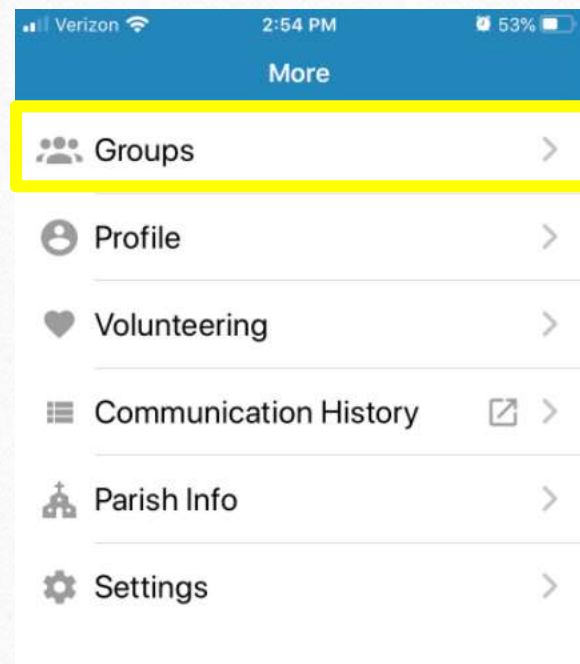 Verizon 2:54 PM 53%
More
Groups
Profile
Volunteering
Communication History
Parish Info
Settings